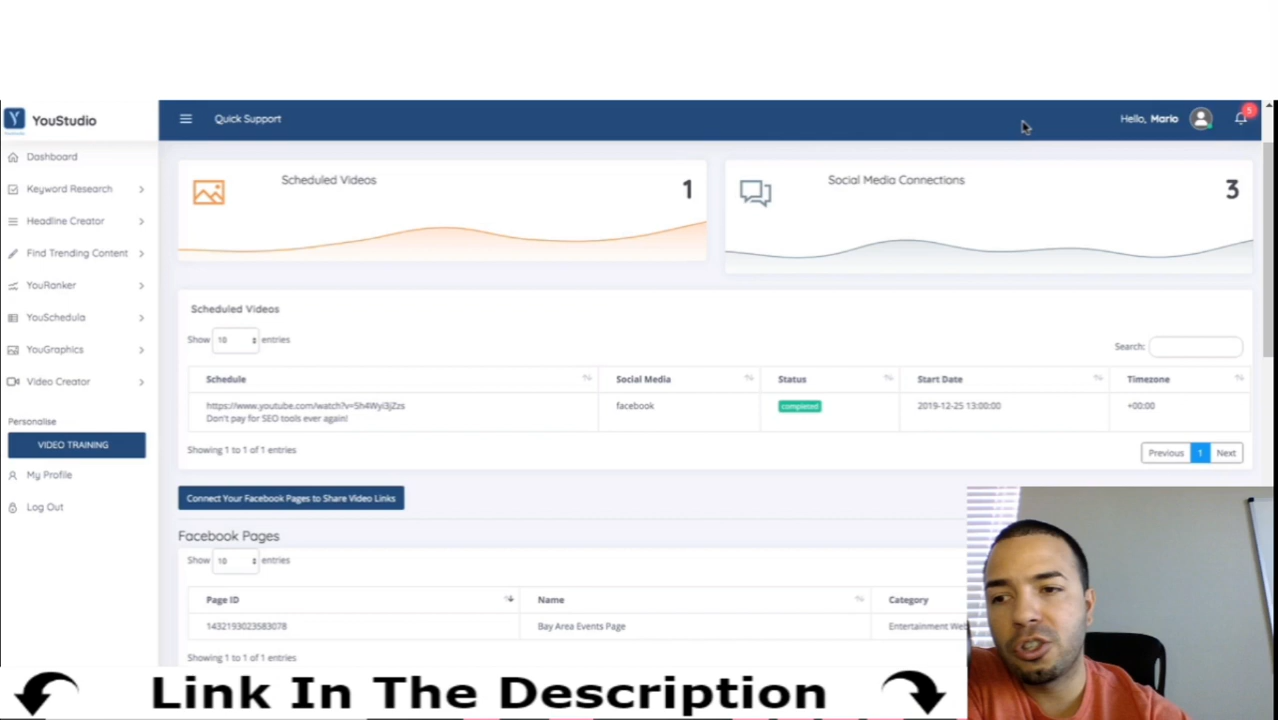 YouStudio
Quick Support
Hello, Mario
5
Dashboard
Keyword Research
Headline Creator
Find Trending Content
YouRanker
YouSchedula
YouGraphics
Video Creator
Personalise
VIDEO TRAINING
My Profile
Log Out
Scheduled Videos
1
Social Media Connections
3
Scheduled Videos
Show 10 entries
Search:
Schedule Social Media Status Start Date Timezone
https://www.youtube.com/watch?v=5h4Wyi3jZzs facebook completed 2019-12-25 13:00:00 +00:00
Don't pay for SEO tools ever again!
Showing 1 to 1 of 1 entries
Previous 1 Next
Connect Your Facebook Pages to Share Video Links
Facebook Pages
Show 10 entries
Page ID Name Category
1432193023583078 Bay Area Events Page Entertainment Web
Showing 1 to 1 of 1 entries
Link In The Description